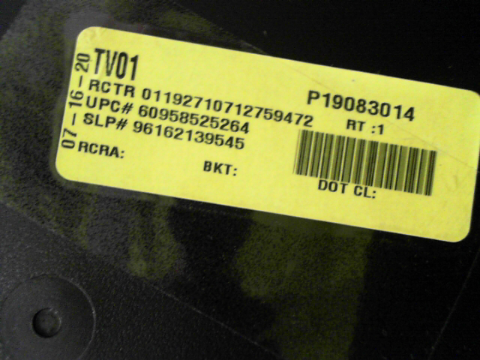 07-16-20
TV01
P19083014
RCTR 01192710712759472
RT :1
UPC# 60958525264
SLP# 96162139545
RCRA:
BKT:
DOT CL: